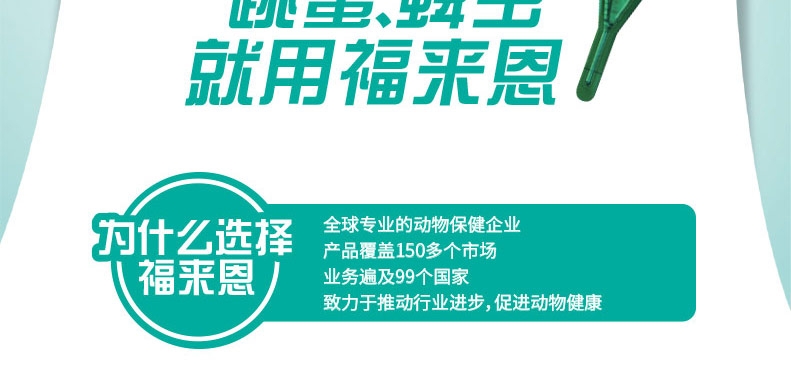 就用福来恩
为什么选择
福来恩
全球专业的动物保健企业
产品覆盖150多个市场
业务遍及99个国家
致力于推动行业进步, 促进动物健康